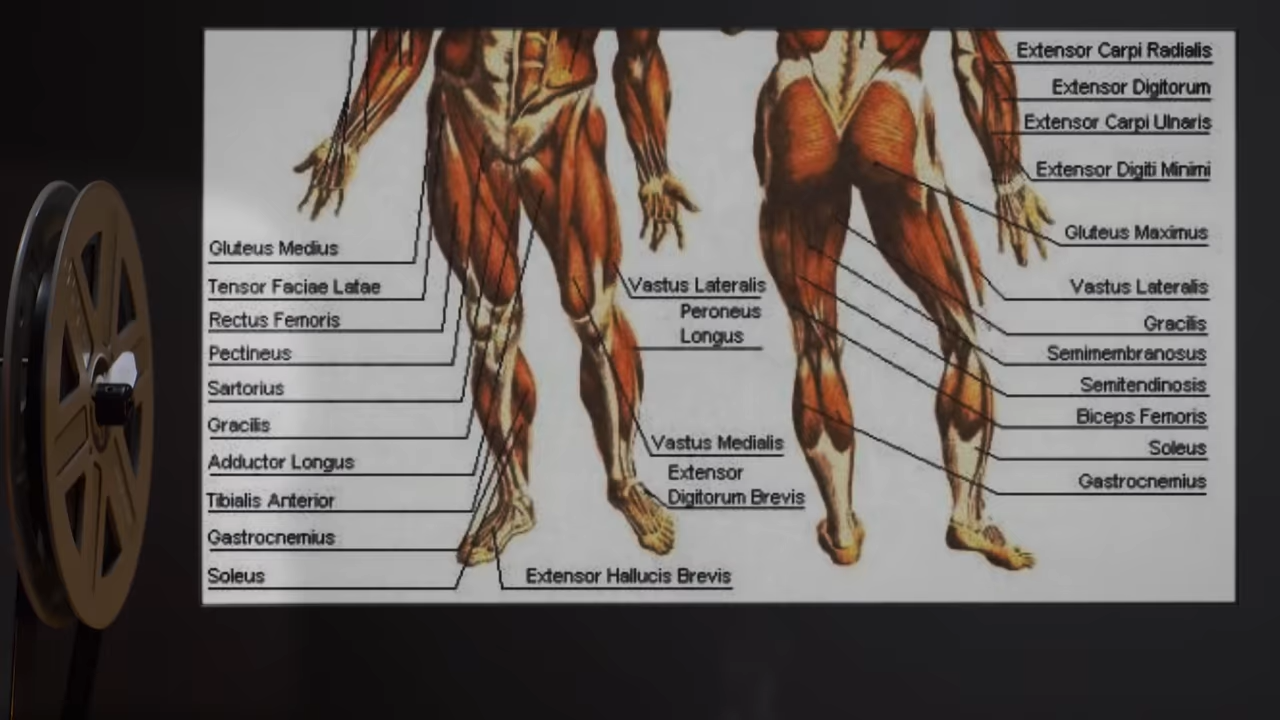 Gluteus Medius
Tensor Faciae Latae
Rectus Femoris
Pectineus
Sartorius
Gracilis
Adductor Longus
Tibialis Anterior
Gastrocnemius
Soleus
Vastus Lateralis
Peroneus
Longus
Vastus Medialis
Extensor
Digitorum Brevis
Extensor Hallucis Brevis
Extensor Carpi Radialis
Extensor Digitorum
Extensor Carpi Ulnaris
Extensor Digiti Minimi
Gluteus Maximus
Vastus Lateralis
Gracilis
Semimembranosus
Semitendinosis
Biceps Femoris
Soleus
Gastrocnemius